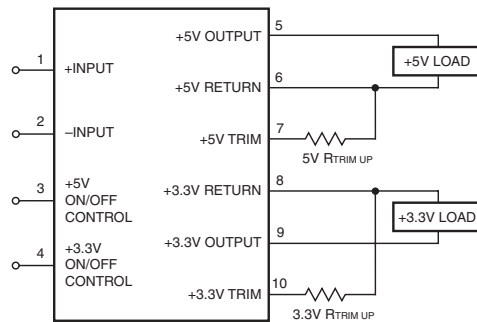 5
+5V OUTPUT
+5V LOAD
1
+INPUT
6
+5V RETURN
2
–INPUT
7
+5V TRIM
5V RTRIM UP
3
+5V
ON/OFF
CONTROL
8
+3.3V RETURN
+3.3V LOAD
9
+3.3V OUTPUT
4
+3.3V
ON/OFF
CONTROL
10
+3.3V TRIM
3.3V RTRIM UP